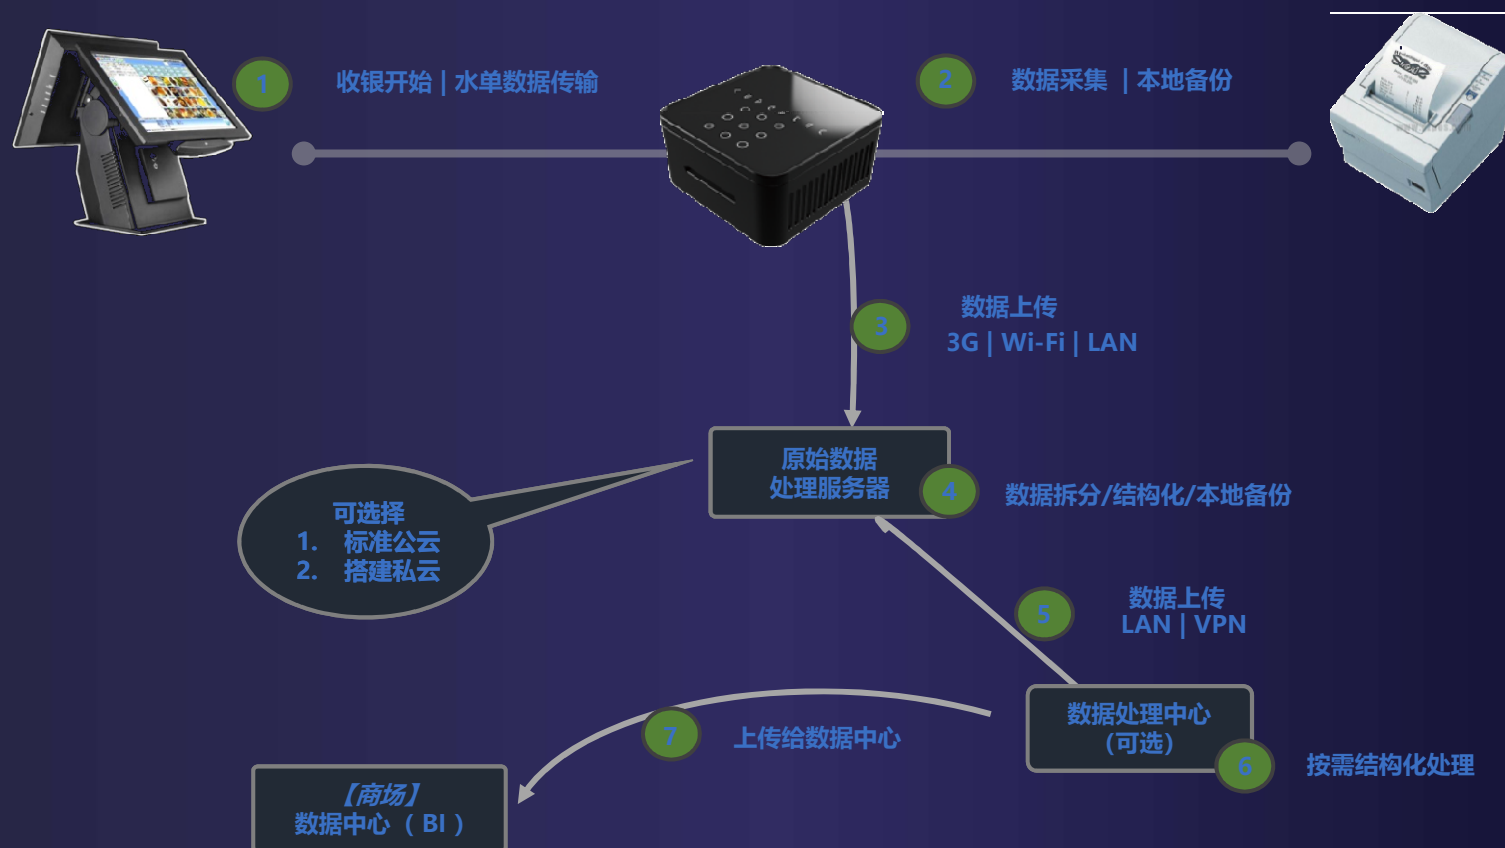 1
收银开始 | 水单数据传输
2
数据采集 | 本地备份
3
数据上传
3G | Wi-Fi | LAN
原始数据
处理服务器
4
数据拆分/结构化/本地备份
可选择
1. 标准公云
2. 搭建私云
5
数据上传
LAN | VPN
数据处理中心
（可选）
6
按需结构化处理
7
上传给数据中心
【商场】
数据中心（ BI ）